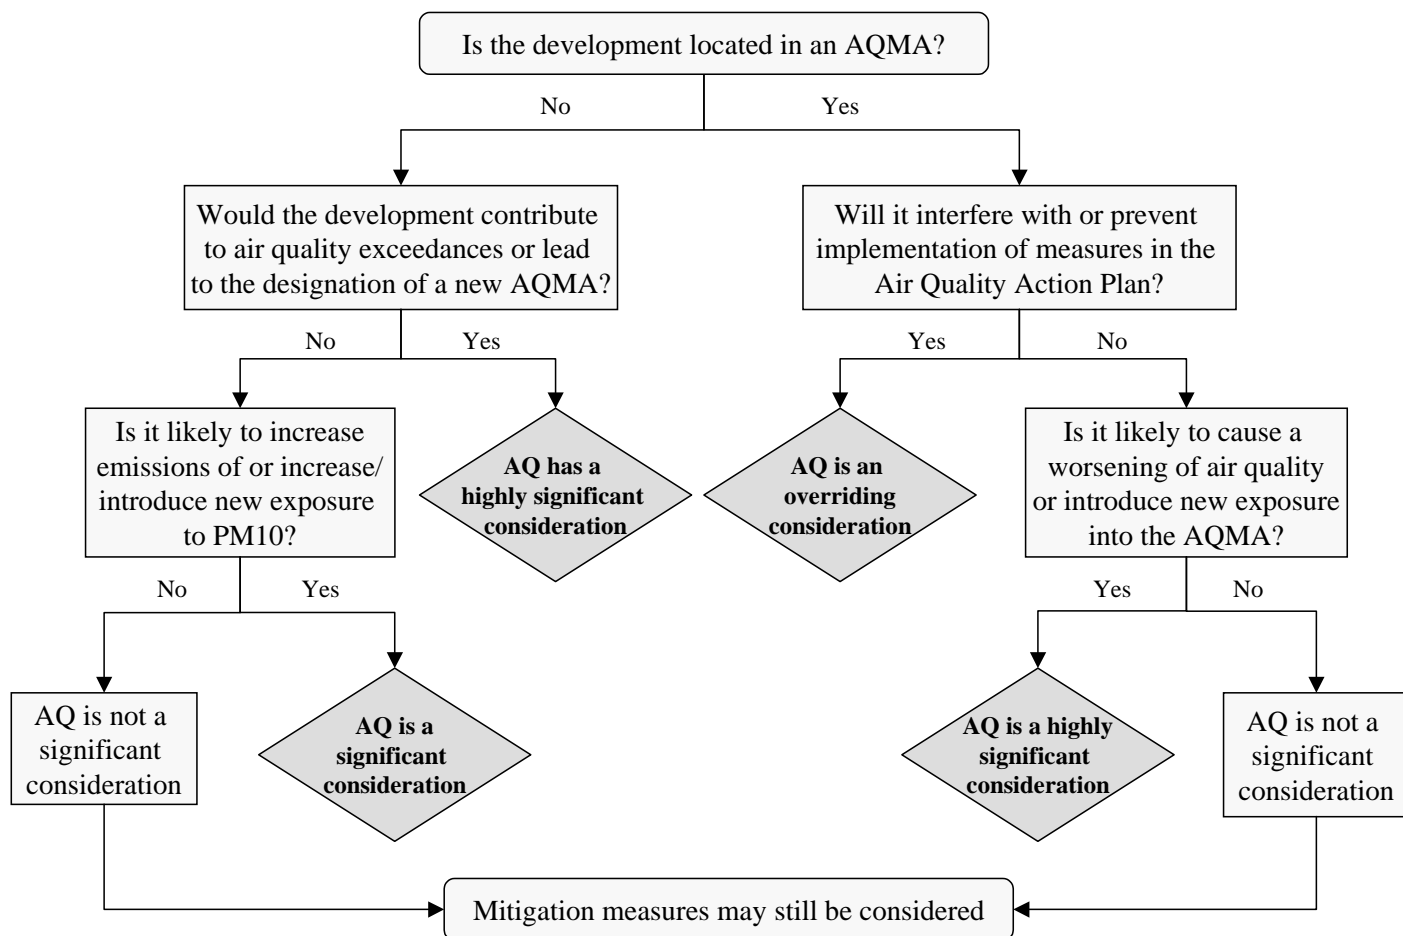 Is the development located in an AQMA?
No
Yes
Would the development contribute
to air quality exceedances or lead
to the designation of a new AQMA?
Will it interfere with or prevent
implementation of measures in the
Air Quality Action Plan?
No
Yes
Yes
No
Is it likely to increase
emissions of or increase/
introduce new exposure
to PM10?
AQ has a
highly significant
consideration
AQ is an
overriding
consideration
Is it likely to cause a
worsening of air quality
or introduce new exposure
into the AQMA?
No
Yes
Yes
No
AQ is not a
significant
consideration
AQ is a
significant
consideration
AQ is a highly
significant
consideration
AQ is not a
significant
consideration
Mitigation measures may still be considered